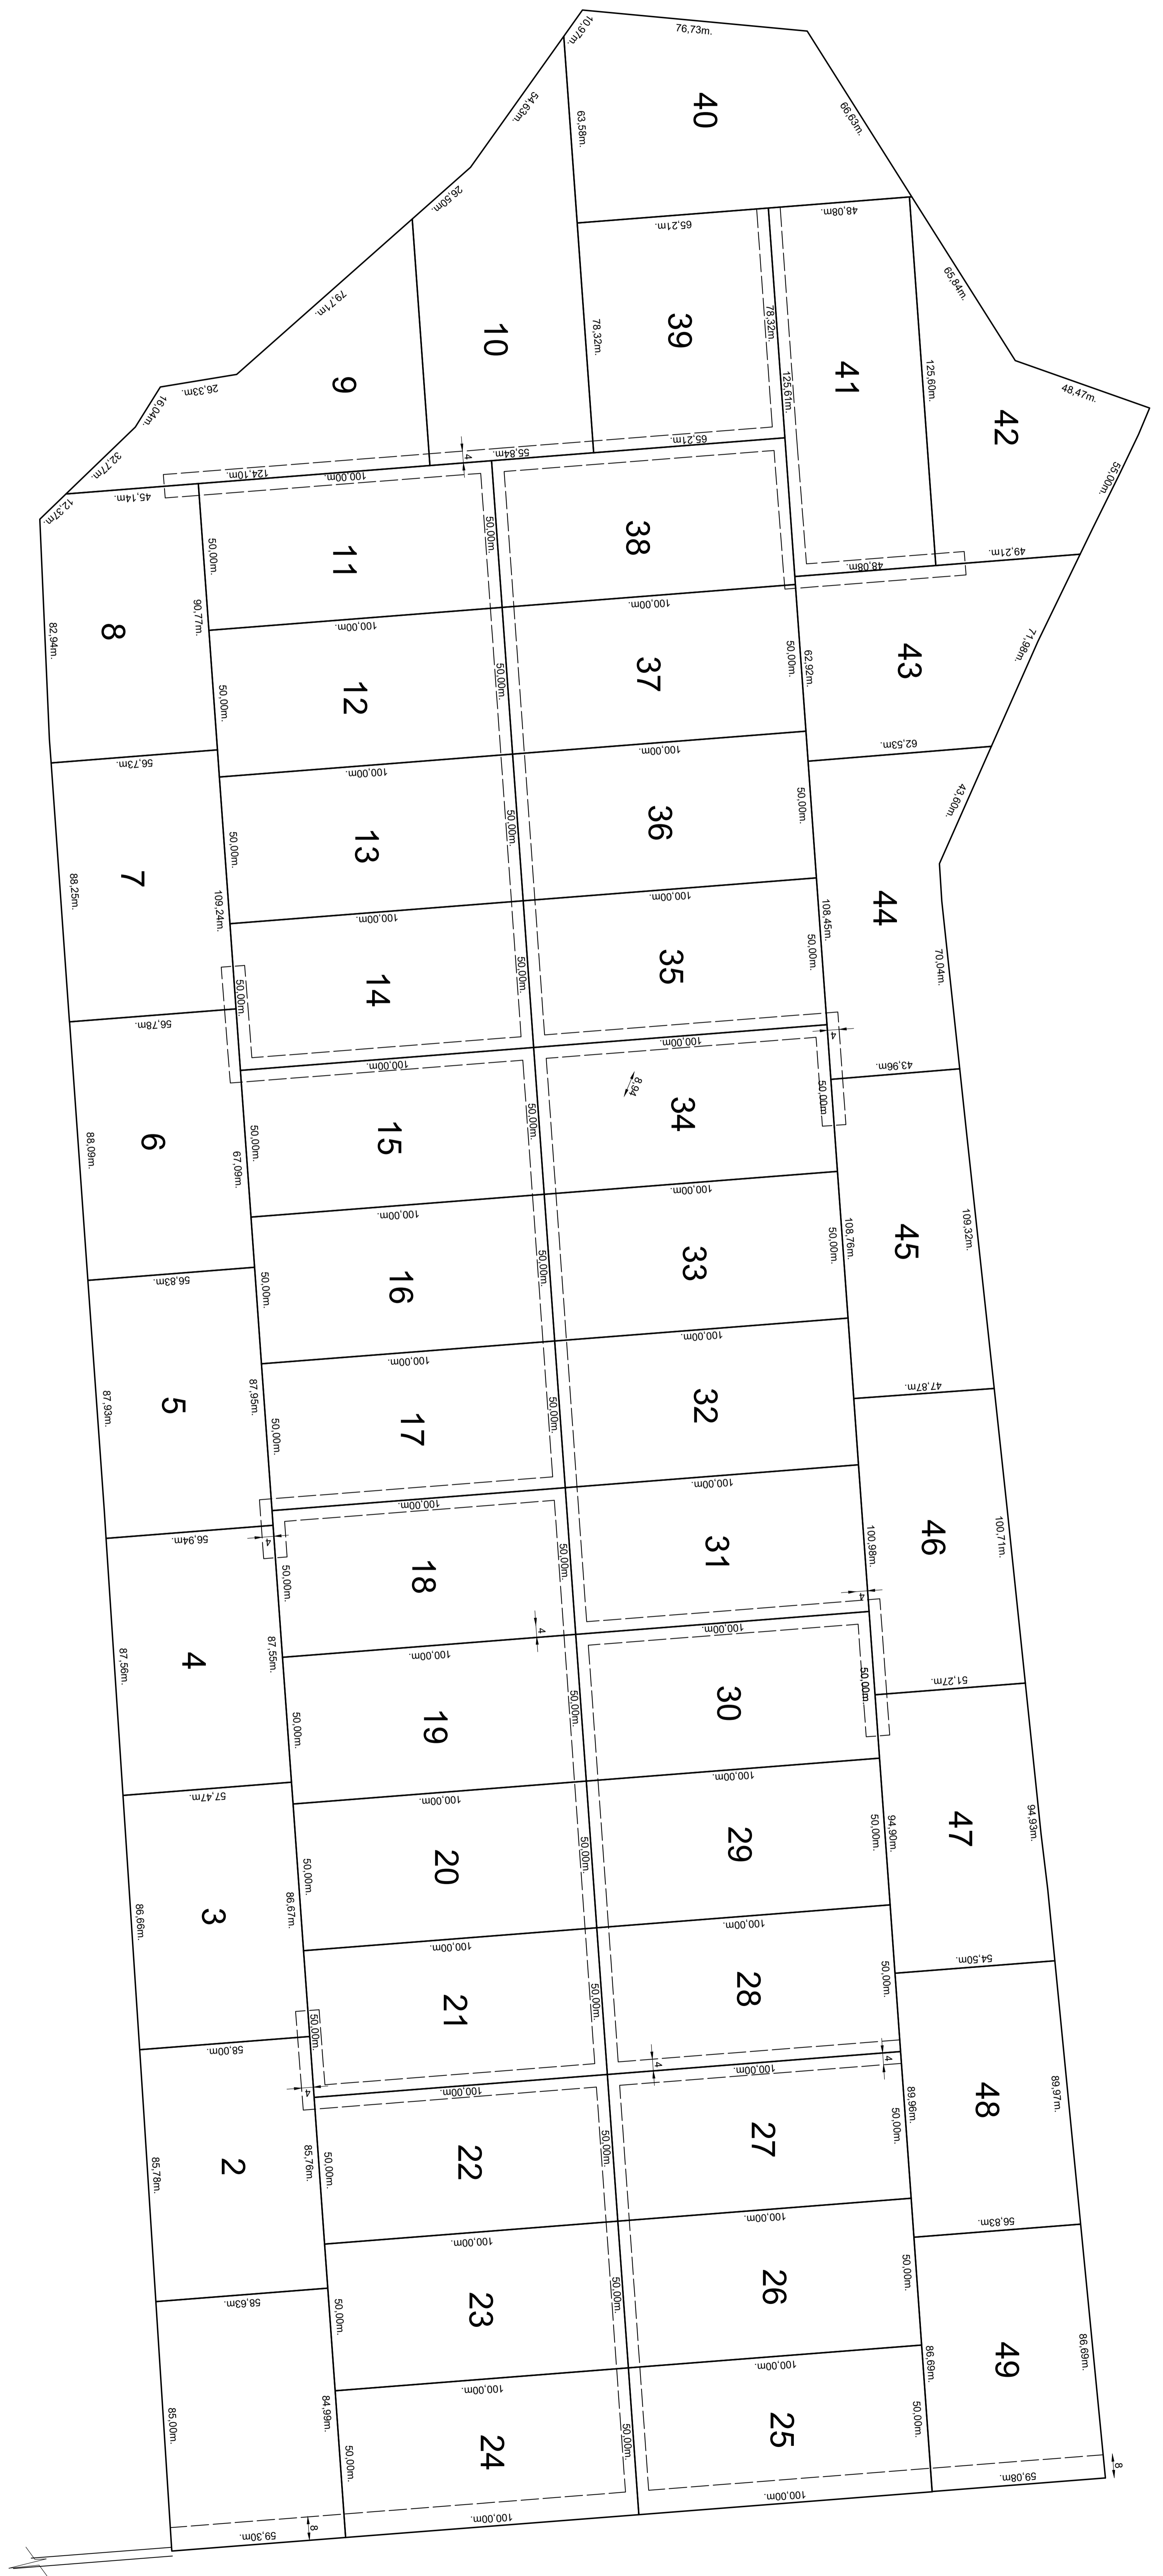 76,73m.
10,97m.
66,63m.
54,63m.
63,58m.
40
26,50m.
65,21m.
48,08m.
65,84m.
79,71m.
10
78,32m.
39
78,32m.
125,61m.
41
125,60m.
48,47m.
42
26,33m.
9
16,04m.
55,00m.
32,77m.
12,37m.
45,14m.
124,10m.
100,00m.
4
55,84m.
65,21m.
50,00m.
11
50,00m.
38
48,08m.
49,21m.
8
90,77m.
82,94m.
100,00m.
100,00m.
43
71,98m.
50,00m.
12
50,00m.
37
50,00m.
62,92m.
56,73m.
100,00m.
100,00m.
62,53m.
7
88,25m.
50,00m.
13
50,00m.
36
50,00m.
43,60m.
109,24m.
100,00m.
100,00m.
108,45m.
44
50,00m.
14
50,00m.
35
50,00m.
70,04m.
56,78m.
100,00m.
100,00m.
4
43,96m.
6
88,09m.
67,09m.
50,00m.
15
50,00m.
8.94
34
50,00m
100,00m.
100,00m.
56,83m.
50,00m.
16
50,00m.
33
50,00m.
108,76m.
45
109,32m.
100,00m.
100,00m.
47,87m.
5
87,93m.
87,95m.
50,00m.
17
50,00m.
32
56,94m.
4
100,00m.
100,00m.
46
100,71m.
50,00m.
18
50,00m.
31
100,98m.
4
4
87,56m.
87,55m.
100,00m.
4
100,00m.
50,00m.
19
50,00m.
30
50,00m
51,27m.
57,47m.
100,00m.
100,00m.
3
86,66m.
86,67m.
50,00m.
20
50,00m.
29
50,00m.
94,90m.
47
94,93m.
100,00m.
100,00m.
54,50m.
50,00m.
21
50,00m.
28
50,00m.
58,00m.
4
100,00m.
4
100,00m.
4
48
89,97m.
2
85,78m.
85,76m.
50,00m.
22
50,00m.
27
50,00m.
89,96m.
58,63m.
100,00m.
100,00m.
56,83m.
50,00m.
23
50,00m.
26
50,00m.
100,00m.
100,00m.
86,69m.
49
86,69m.
85,00m.
84,99m.
50,00m.
24
50,00m.
25
50,00m.
8
59,30m.
8
100,00m.
100,00m.
59,08m.